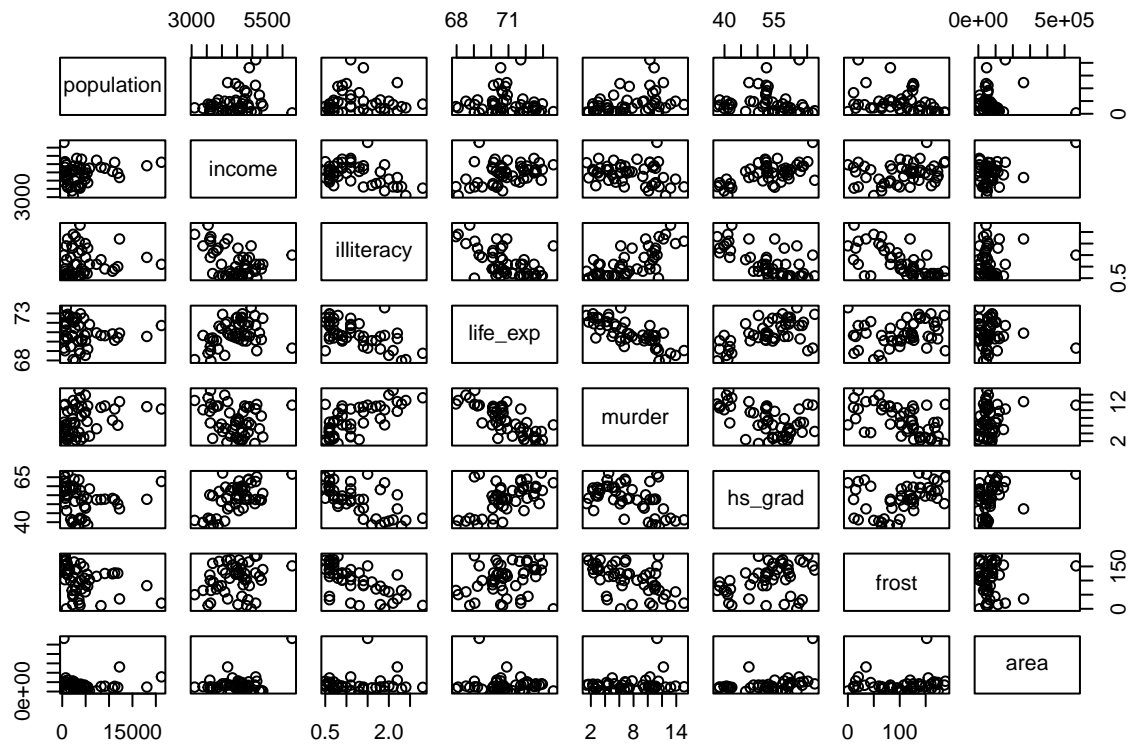 3000 5500 68 71 40 55 0e+00 5e+05
population 0
3000 income
illiteracy 0.5
68 73 life_exp
murder 2 12
40 65 hs_grad
frost 0 150
0e+00 area
0 15000 0.5 2.0 2 8 14 0 100